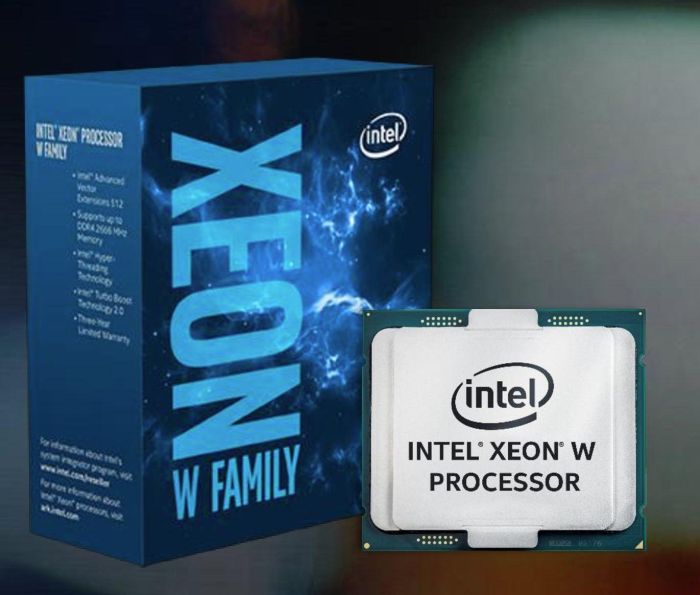 INTEL® XEON® PROCESSOR
W FAMILY
• Intel® Advanced
Vector
Extensions 512
• Supports up to
DDR4 2666 MHz
Memory
• Intel® Hyper-
Threading
Technology
• Intel® Turbo Boost
Technology 2.0
• Three-Year
Limited Warranty
For information about Intel's
system integrator program, visit
www.intel.com/reseller
For more information about
Intel® Xeon® processors, visit
ark.intel.com
intel
XEON
W FAMILY
intel
INTEL® XEON® W
PROCESSOR